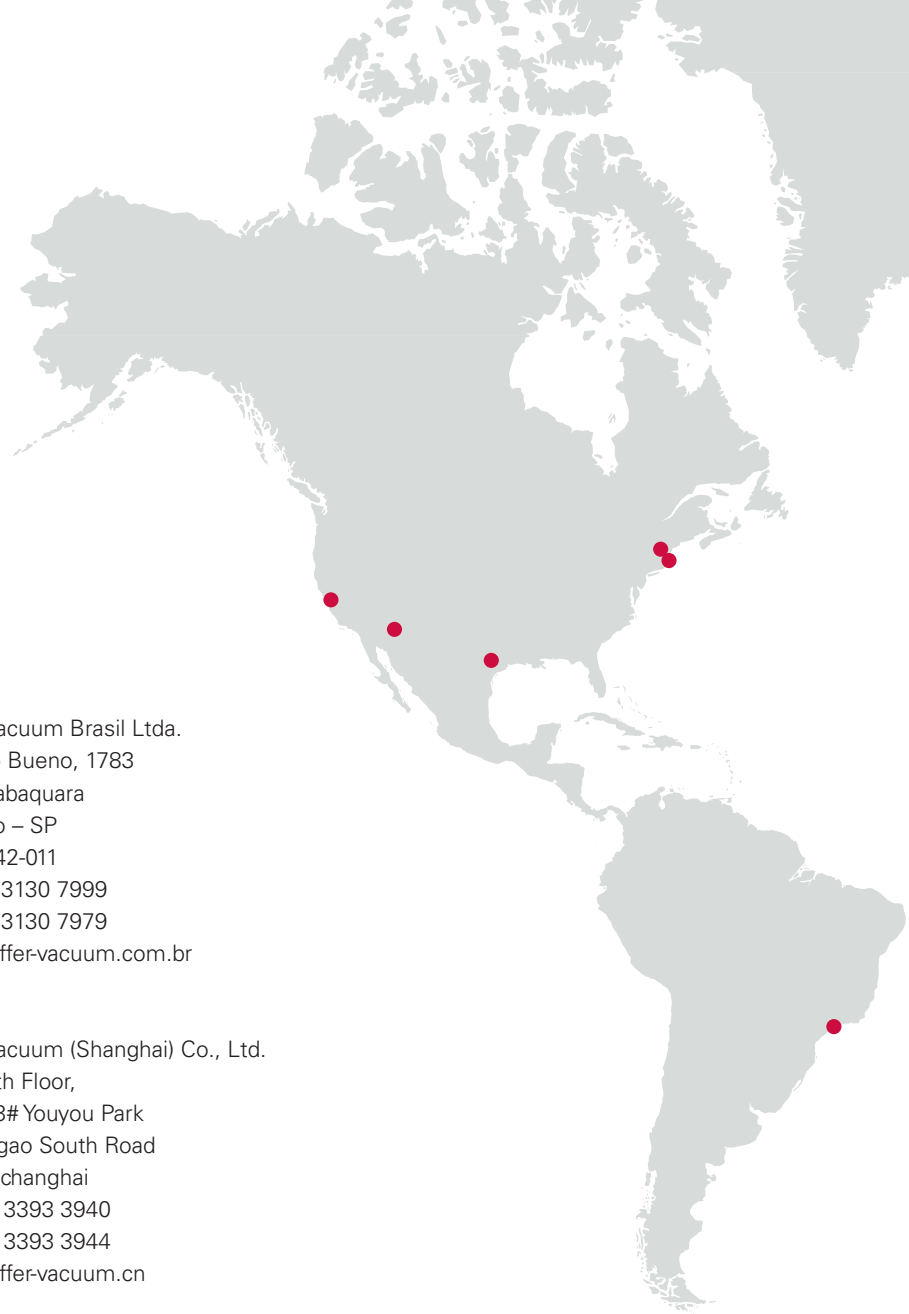 acuum Brasil Ltda.
Bueno, 1783
abaquara
– SP
42-011
3130 7999
3130 7979
ffer-vacuum.com.br
acuum (Shanghai) Co., Ltd.
th Floor,
3# Youyou Park
gao South Road
changhai
3393 3940
3393 3944
ffer-vacuum.cn